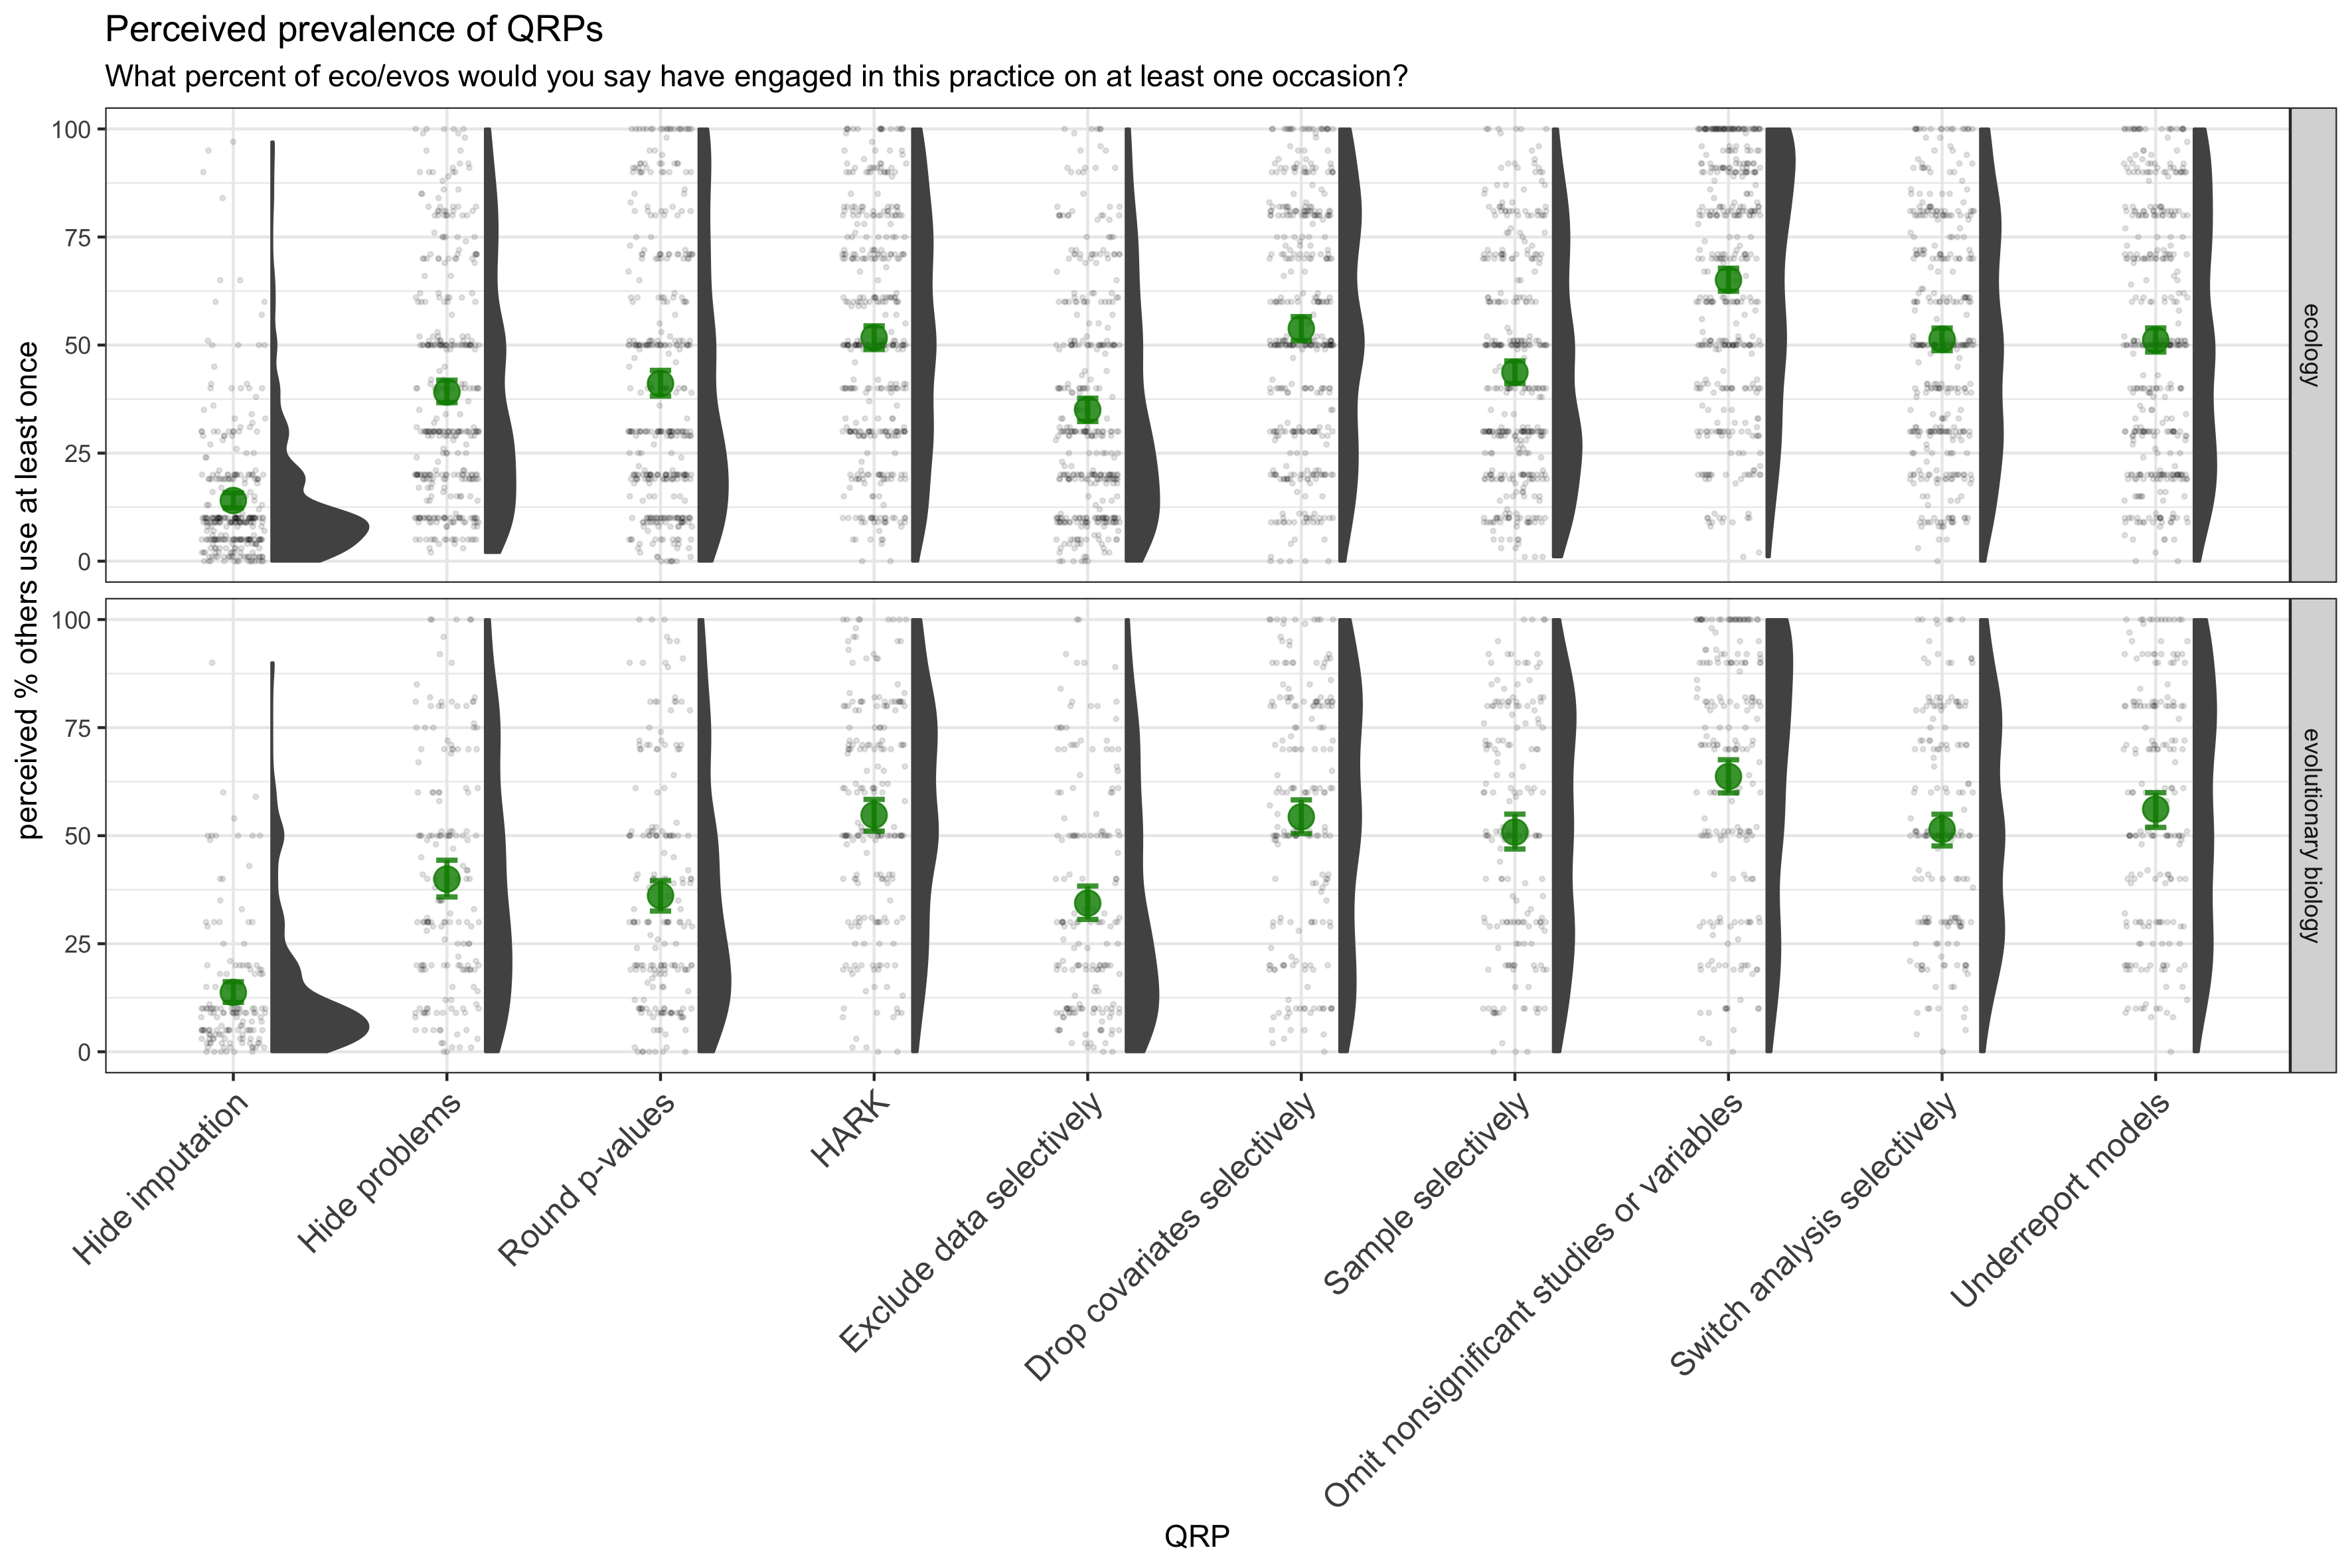 Perceived prevalence of QRPs
What percent of eco/evos would you say have engaged in this practice on at least one occasion?
perceived % others use at least once
100
75
50
25
0
ecology
100
75
50
25
0
evolutionary biology
Hide imputation
Hide problems
Round p-values
HARK
Exclude data selectively
Drop covariates selectively
Sample selectively
Omit nonsignificant studies or variables
Switch analysis selectively
Underreport models
QRP